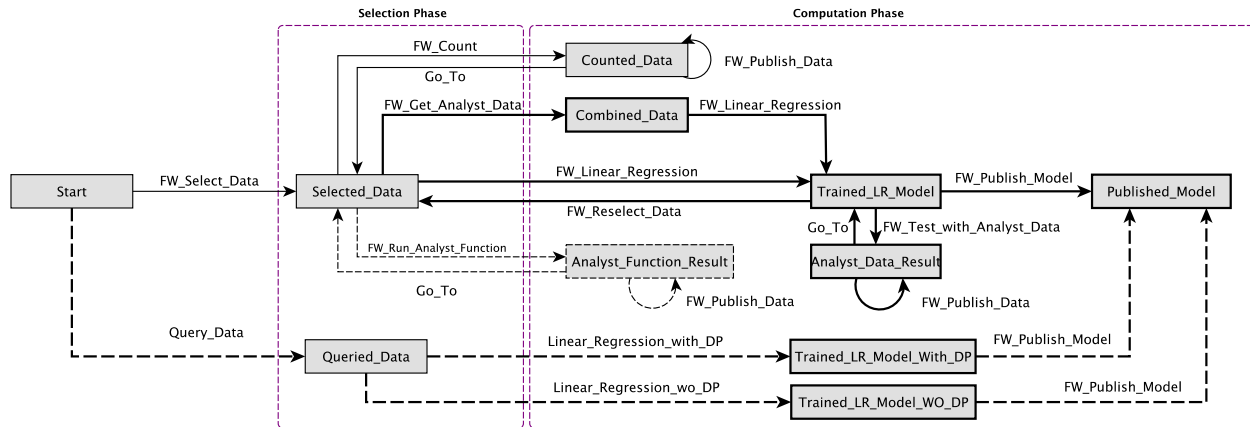 Selection Phase
Computation Phase
FW_Count
Counted_Data
FW_Publish_Data
Go_To
FW_Get_Analyst_Data
Combined_Data
FW_Linear_Regression
Start
FW_Select_Data
Selected_Data
FW_Linear_Regression
FW_Reselect_Data
Trained_LR_Model
FW_Publish_Model
Published_Model
Go_To
FW_Test_with_Analyst_Data
FW_Run_Analyst_Function
Analyst_Function_Result
Analyst_Data_Result
Go_To
FW_Publish_Data
FW_Publish_Data
Query_Data
Queried_Data
Linear_Regression_with_DP
Trained_LR_Model_With_DP
FW_Publish_Model
Linear_Regression_wo_DP
Trained_LR_Model_WO_DP
FW_Publish_Model